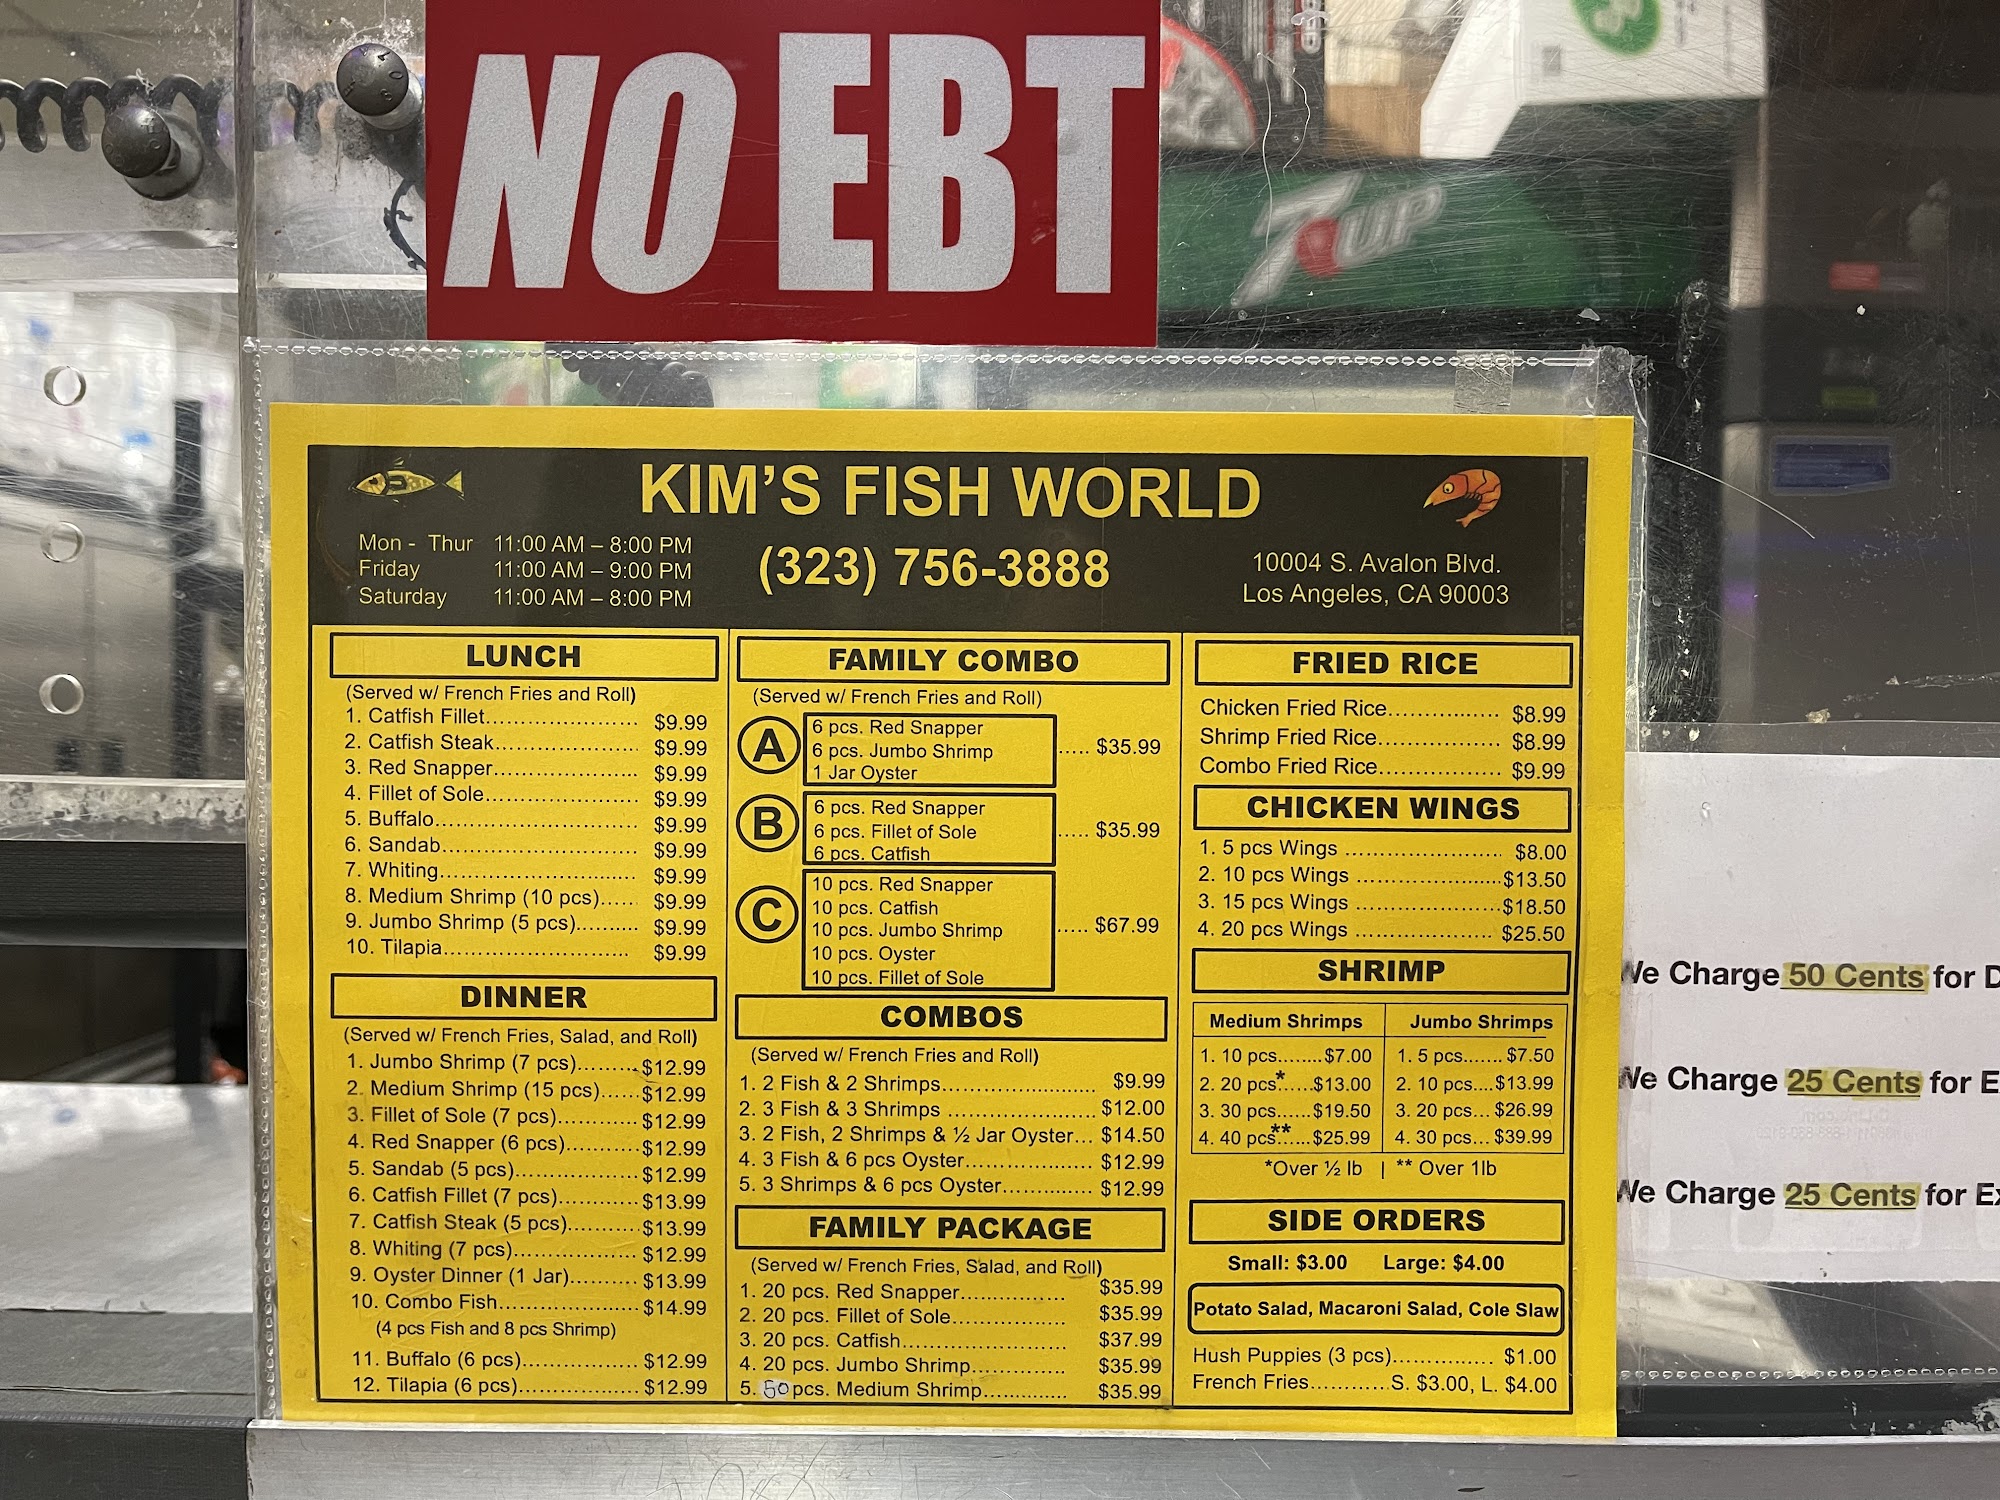 NO EBT
7UP
KIM'S FISH WORLD
Mon - Thur 11:00 AM – 8:00 PM
Friday 11:00 AM – 9:00 PM
Saturday 11:00 AM – 8:00 PM
(323) 756-3888
10004 S. Avalon Blvd.
Los Angeles, CA 90003
LUNCH
(Served w/ French Fries and Roll)
1. Catfish Fillet........................ $9.99
2. Catfish Steak...................... $9.99
3. Red Snapper...................... $9.99
4. Fillet of Sole........................ $9.99
5. Buffalo................................ $9.99
6. Sandab............................... $9.99
7. Whiting............................... $9.99
8. Medium Shrimp (10 pcs)..... $9.99
9. Jumbo Shrimp (5 pcs).......... $9.99
10. Tilapia.............................. $9.99
DINNER
(Served w/ French Fries, Salad, and Roll)
1. Jumbo Shrimp (7 pcs).........$12.99
2. Medium Shrimp (15 pcs)......$12.99
3. Fillet of Sole (7 pcs).............$12.99
4. Red Snapper (6 pcs)............$12.99
5. Sandab (5 pcs)....................$12.99
6. Catfish Fillet (7 pcs).............$13.99
7. Catfish Steak (5 pcs)...........$13.99
8. Whiting (7 pcs)....................$12.99
9. Oyster Dinner (1 Jar)..........$13.99
10. Combo Fish......................$14.99
(4 pcs Fish and 8 pcs Shrimp)
11. Buffalo (6 pcs)...................$12.99
12. Tilapia (6 pcs)...................$12.99
FAMILY COMBO
(Served w/ French Fries and Roll)
A
6 pcs. Red Snapper
6 pcs. Jumbo Shrimp ..... $35.99
1 Jar Oyster
B
6 pcs. Red Snapper
6 pcs. Fillet of Sole ..... $35.99
6 pcs. Catfish
C
10 pcs. Red Snapper
10 pcs. Catfish
10 pcs. Jumbo Shrimp ..... $67.99
10 pcs. Oyster
10 pcs. Fillet of Sole
COMBOS
(Served w/ French Fries and Roll)
1. 2 Fish & 2 Shrimps........................ $9.99
2. 3 Fish & 3 Shrimps ....................... $12.00
3. 2 Fish, 2 Shrimps & ½ Jar Oyster... $14.50
4. 3 Fish & 6 pcs Oyster.................... $12.99
5. 3 Shrimps & 6 pcs Oyster.............. $12.99
FAMILY PACKAGE
(Served w/ French Fries, Salad, and Roll)
1. 20 pcs. Red Snapper................ $35.99
2. 20 pcs. Fillet of Sole.................. $35.99
3. 20 pcs. Catfish.......................... $37.99
4. 20 pcs. Jumbo Shrimp............... $35.99
5. 50 pcs. Medium Shrimp............. $35.99
FRIED RICE
Chicken Fried Rice................. $8.99
Shrimp Fried Rice................... $8.99
Combo Fried Rice................... $9.99
CHICKEN WINGS
1. 5 pcs Wings ........................ $8.00
2. 10 pcs Wings ......................$13.50
3. 15 pcs Wings ......................$18.50
4. 20 pcs Wings ..................... $25.50
SHRIMP
Medium Shrimps Jumbo Shrimps
1. 10 pcs........$7.00 1. 5 pcs....... $7.50
2. 20 pcs*.....$13.00 2. 10 pcs....$13.99
3. 30 pcs......$19.50 3. 20 pcs... $26.99
4. 40 pcs**......$25.99 4. 30 pcs... $39.99
*Over ½ lb | ** Over 1lb
SIDE ORDERS
Small: $3.00 Large: $4.00
Potato Salad, Macaroni Salad, Cole Slaw
Hush Puppies (3 pcs).............. $1.00
French Fries...........S. $3.00, L. $4.00
We Charge 50 Cents for
We Charge 25 Cents for
We Charge 25 Cents for